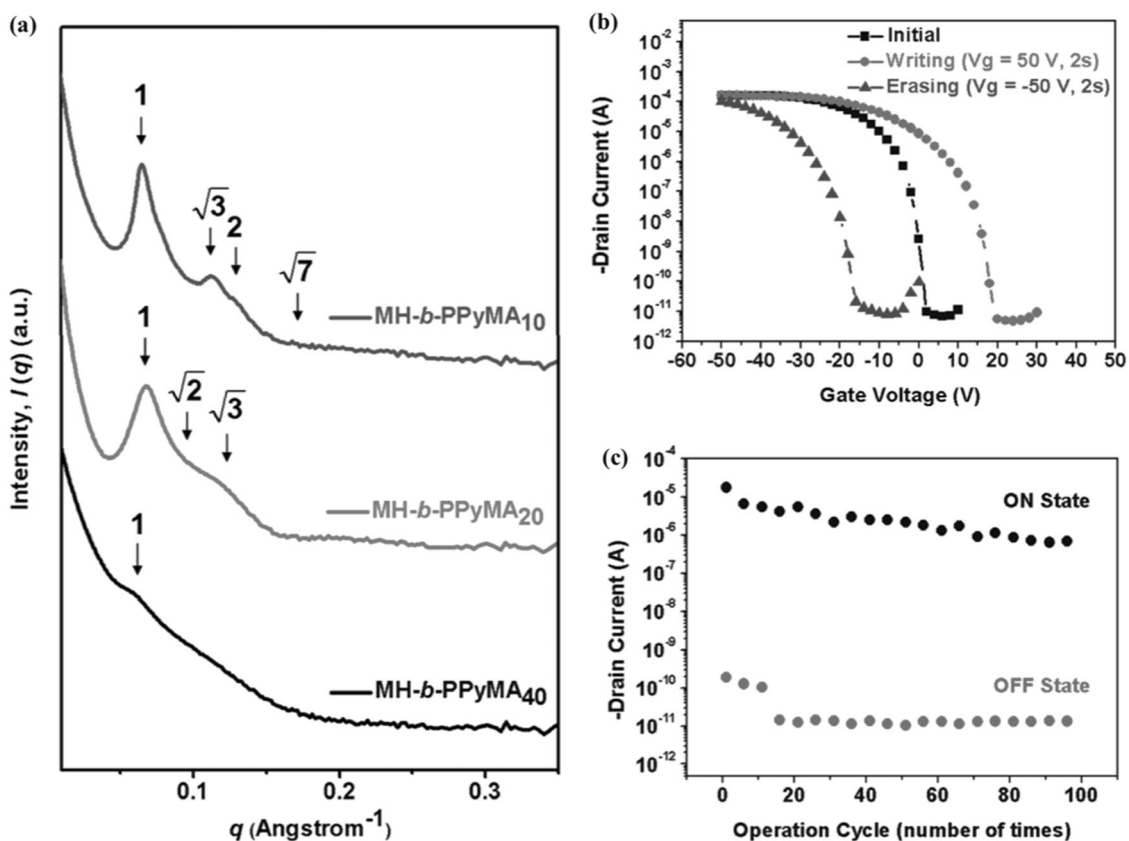 (a)
Intensity, I (q) (a.u.)
1
√3
2
√7
MH-b-PPyMA10
1
√2
√3
MH-b-PPyMA20
1
MH-b-PPyMA40
0.1
0.2
0.3
q (Angstrom-1)
(b)
-Drain Current (A)
10-2
10-3
10-4
10-5
10-6
10-7
10-8
10-9
10-10
10-11
10-12
Initial
Writing (Vg = 50 V, 2s)
Erasing (Vg = -50 V, 2s)
-60 -50 -40 -30 -20 -10 0 10 20 30 40 50
Gate Voltage (V)
(c)
-Drain Current (A)
10-4
10-5
10-6
10-7
10-8
10-9
10-10
10-11
10-12
ON State
OFF State
0 20 40 60 80 100
Operation Cycle (number of times)